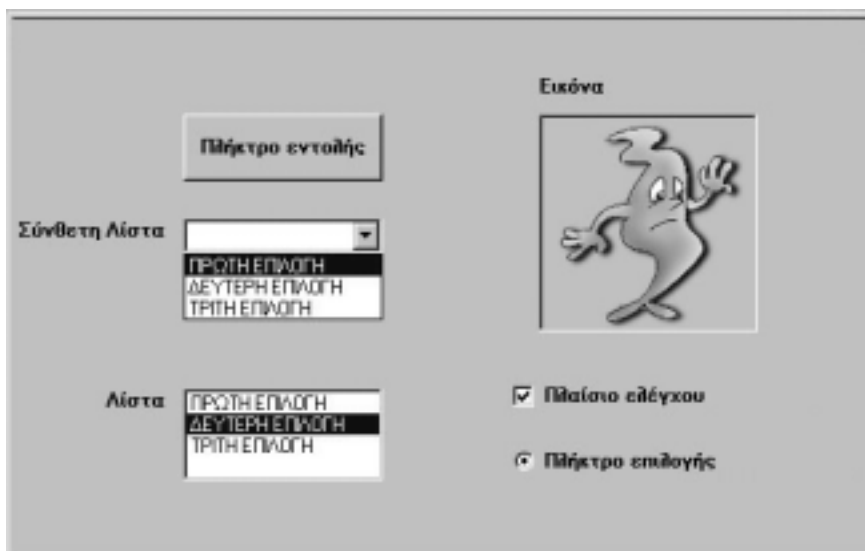 Εικόνα
Πλήκτρο εντολής
Σύνθετη Λίστα
ΠΡΩΤΗ ΕΠΙΛΟΓΗ
ΔΕΥΤΕΡΗ ΕΠΙΛΟΓΗ
ΤΡΙΤΗ ΕΠΙΛΟΓΗ
Λίστα
ΠΡΩΤΗ ΕΠΙΛΟΓΗ
ΔΕΥΤΕΡΗ ΕΠΙΛΟΓΗ
ΤΡΙΤΗ ΕΠΙΛΟΓΗ
Πλαίσιο ελέγχου
Πλήκτρο επιλογής